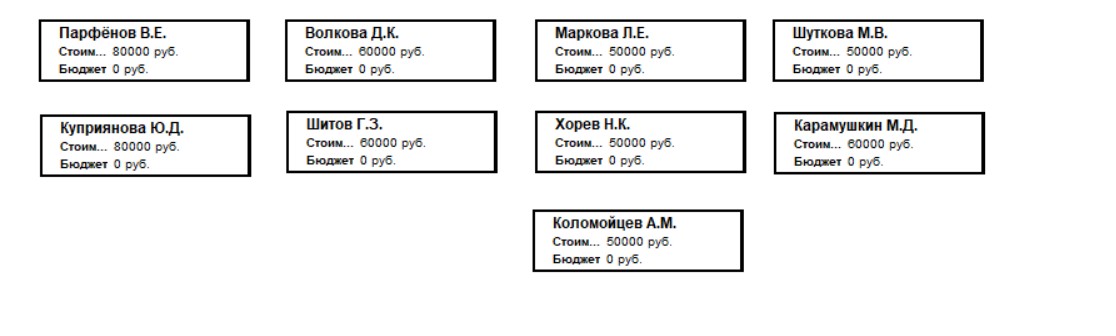 Парфёнов В.Е.
Стоим... 80000 руб.
Бюджет 0 руб.
Волкова Д.К.
Стоим... 60000 руб.
Бюджет 0 руб.
Маркова Л.Е.
Стоим... 50000 руб.
Бюджет 0 руб.
Шуткова М.В.
Стоим... 50000 руб.
Бюджет 0 руб.
Куприянова Ю.Д.
Стоим... 80000 руб.
Бюджет 0 руб.
Шитов Г.З.
Стоим... 60000 руб.
Бюджет 0 руб.
Хорев Н.К.
Стоим... 50000 руб.
Бюджет 0 руб.
Карамушкин М.Д.
Стоим... 60000 руб.
Бюджет 0 руб.
Коломойцев А.М.
Стоим... 50000 руб.
Бюджет 0 руб.